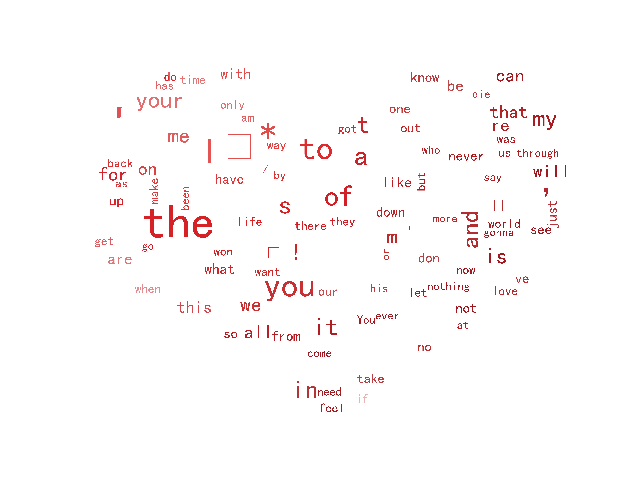 do with know can
has time be
your only die
, am one that my
me | * got t out re
way was
back to a who never us through
for on / by
as have like but say will
up make been s of ,
the life there they down more and || world just
' gonna see
get go won ! m or don is
are what want now
when you our his let nothing ve
love
this we You ever not
so all from it at
come no
in need take
feel if